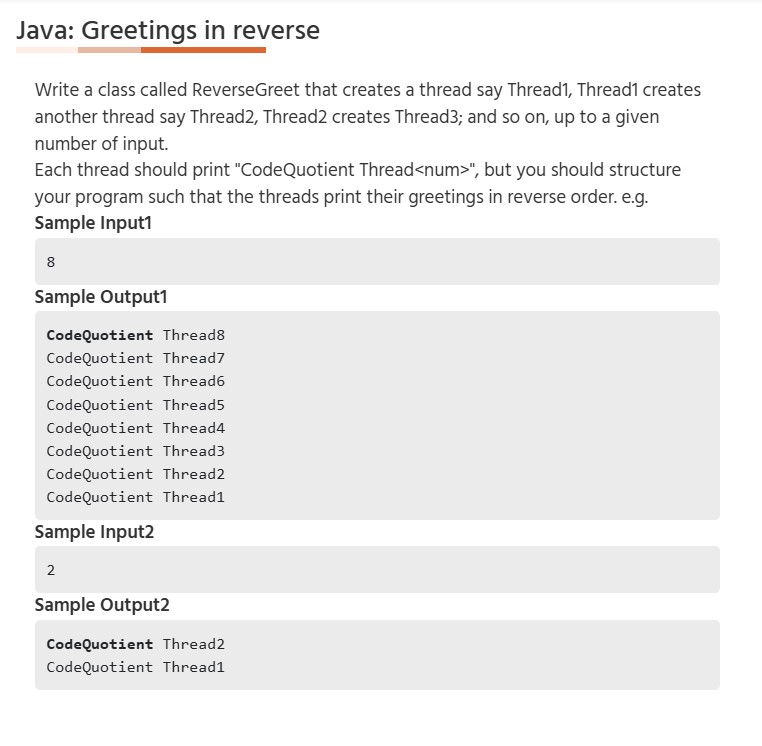 Java: Greetings in reverse
Write a class called ReverseGreet that creates a thread say Thread1, Thread1 creates
another thread say Thread2, Thread2 creates Thread3; and so on, up to a given
number of input.
Each thread should print "CodeQuotient Thread<num>", but you should structure
your program such that the threads print their greetings in reverse order. e.g.
Sample Input1
8
Sample Output1
CodeQuotient Thread8
CodeQuotient Thread7
CodeQuotient Thread6
CodeQuotient Thread5
CodeQuotient Thread4
CodeQuotient Thread3
CodeQuotient Thread2
CodeQuotient Thread1
Sample Input2
2
Sample Output2
CodeQuotient Thread2
CodeQuotient Thread1